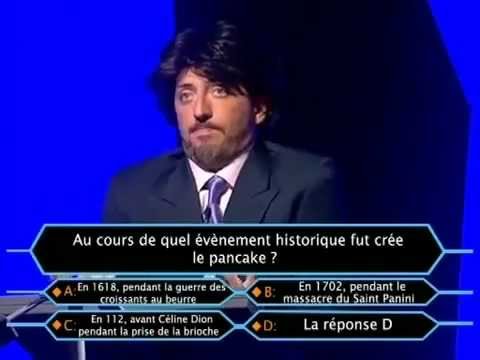 Au cours de quel évènement historique fut crée
le pancake ?
A: En 1618, pendant la guerre des
croissants au beurre
B: En 1702, pendant le
massacre du Saint Panini
C: En 112, avant Céline Dion
pendant la prise de la brioche
D: La réponse D